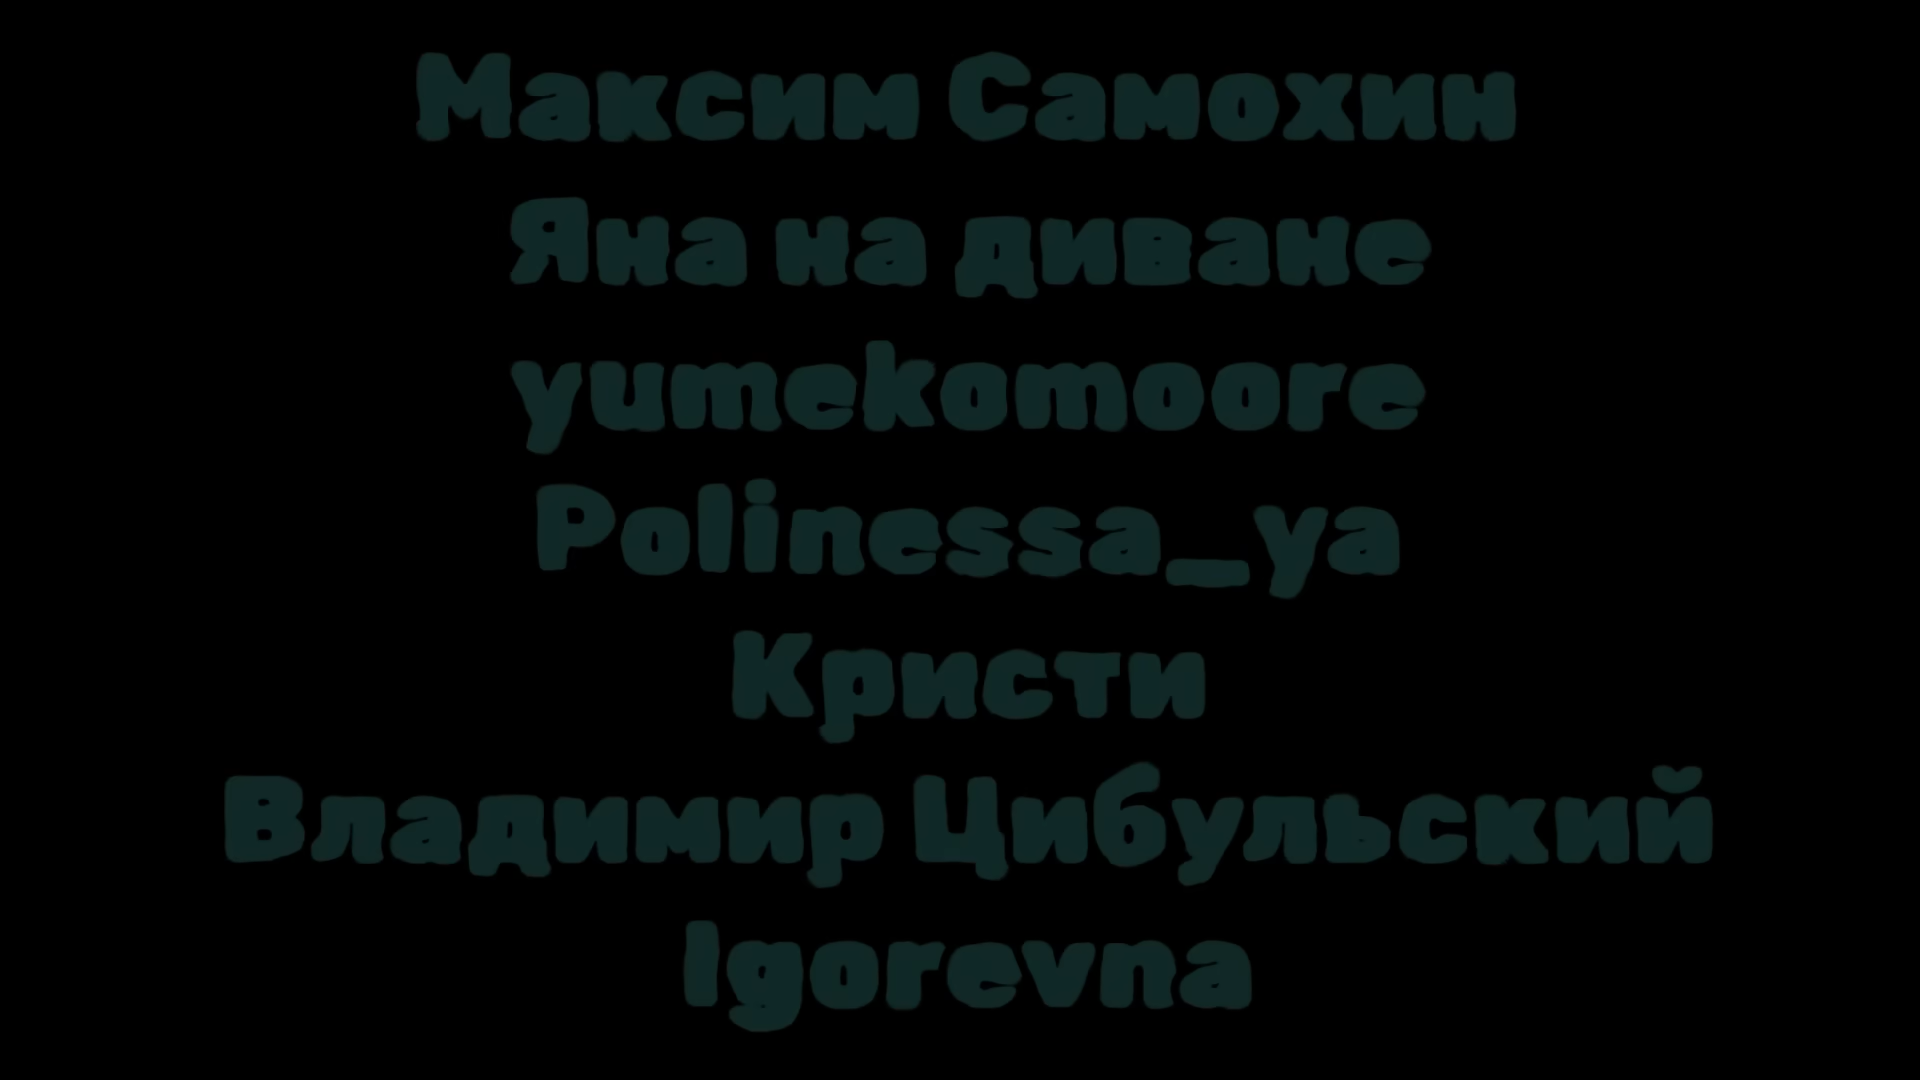 Максим Самохин
Яна на диване
yumekomoore
Polinessa_ya
Кристи
Владимир Цибульский
Igorevna